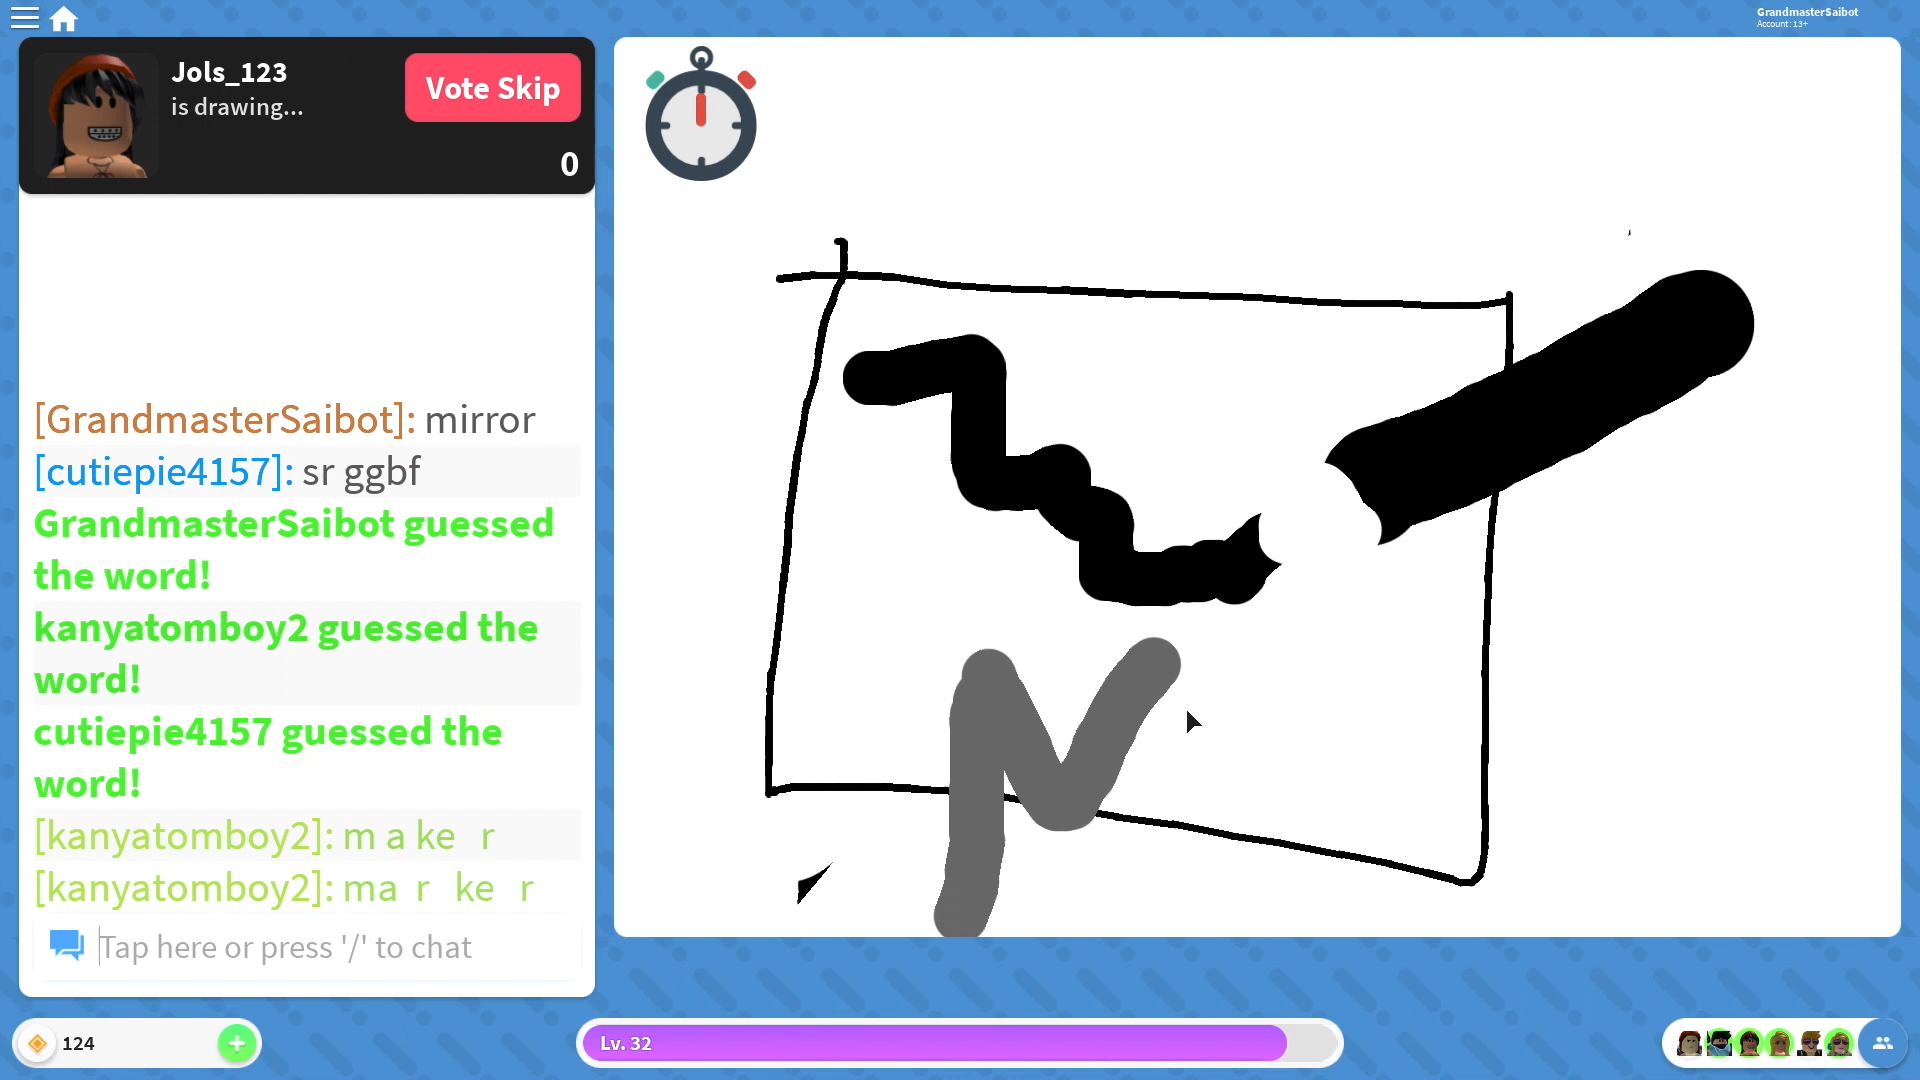 GrandmasterSaibot
Account: 13+
Jols_123
is drawing...
Vote Skip
0
[GrandmasterSaibot]: mirror
[cutiepie4157]: sr ggbf
GrandmasterSaibot guessed
the word!
kanyatomboy2 guessed the
word!
cutiepie4157 guessed the
word!
[kanyatomboy2]: m a ke r
[kanyatomboy2]: ma r ke r
Tap here or press '/' to chat
M
124
Lv. 32